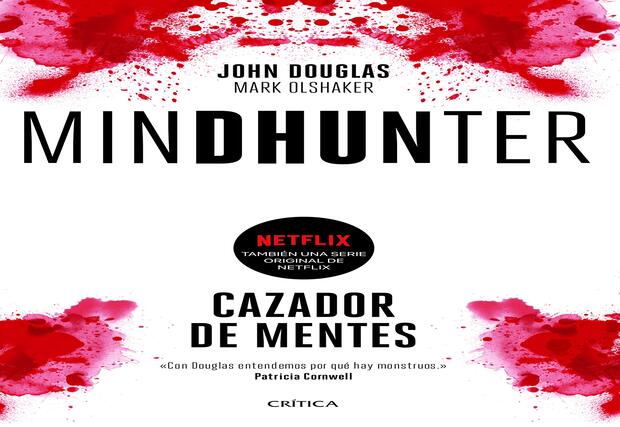 JOHN DOUGLAS
MARK OLSHAKER
MINDHUNTER
NETFLIX
TAMBIÉN UNA SERIE
ORIGINAL DE
NETFLIX
CAZADOR
DE MENTES
«Con Douglas entendemos por qué hay monstruos.»
Patricia Cornwell
CRÍTICA